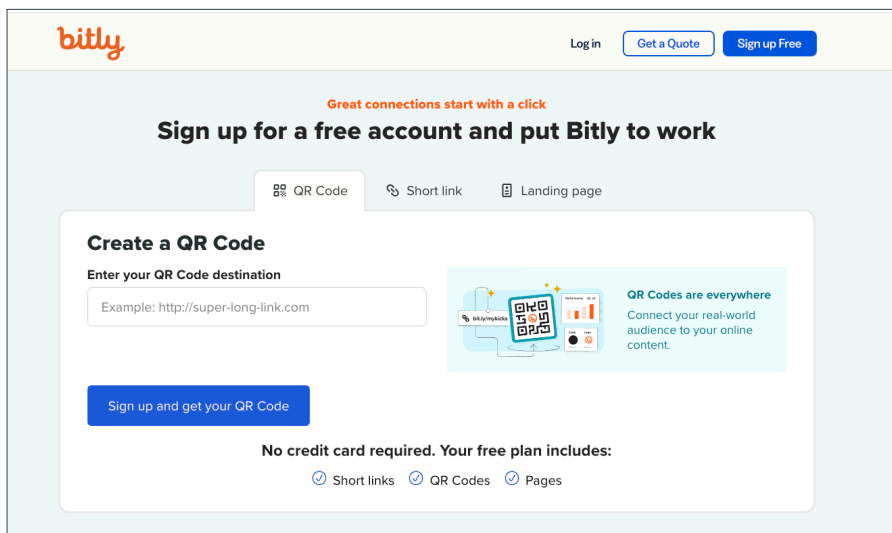 bitly
Log in
Get a Quote
Sign up Free
Great connections start with a click
Sign up for a free account and put Bitly to work
QR Code
Short link
Landing page
Create a QR Code
Enter your QR Code destination
Example: http://super-long-link.com
bit.ly/mykicks
QR Codes are everywhere
Connect your real-world
audience to your online
content.
Sign up and get your QR Code
No credit card required. Your free plan includes:
Short links QR Codes Pages